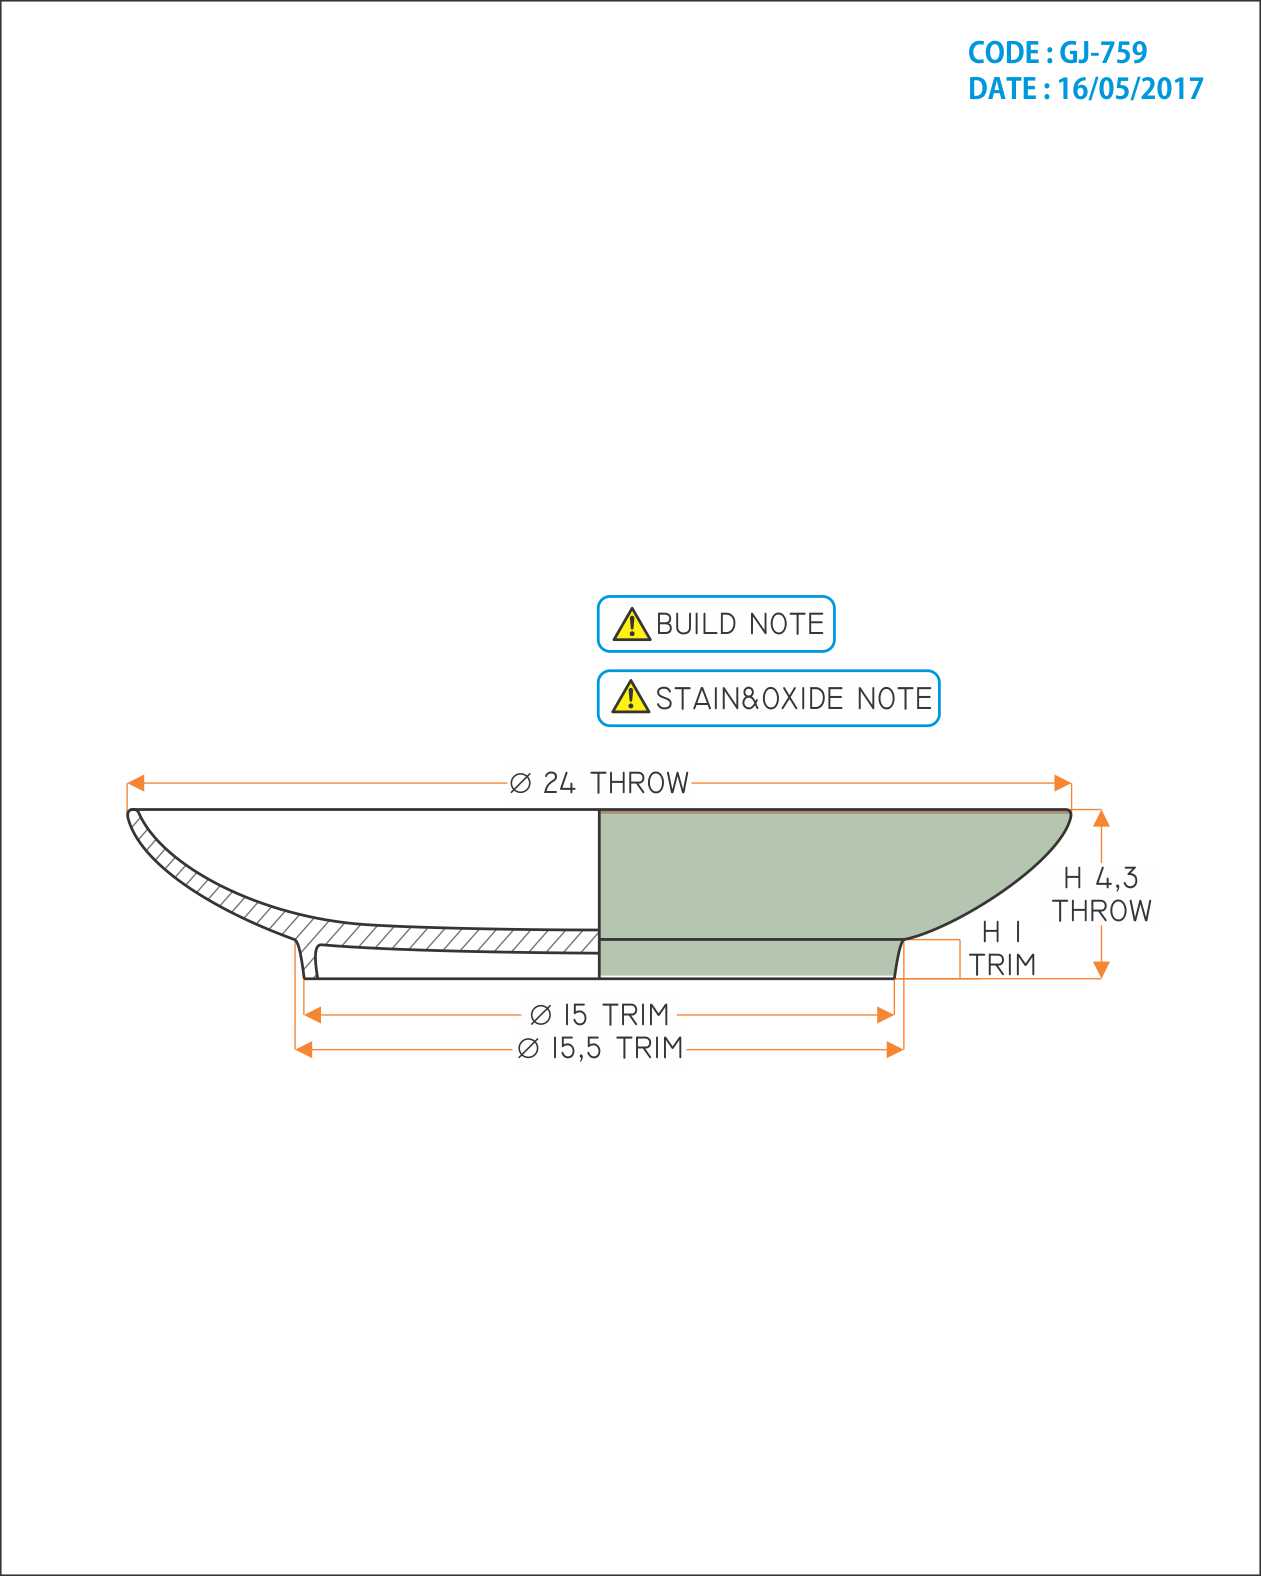 CODE : GJ-759
DATE : 16/05/2017
BUILD NOTE
STAIN&OXIDE NOTE
Ø 24 THROW
H 4,3
THROW
H 1
TRIM
Ø 15 TRIM
Ø 15,5 TRIM